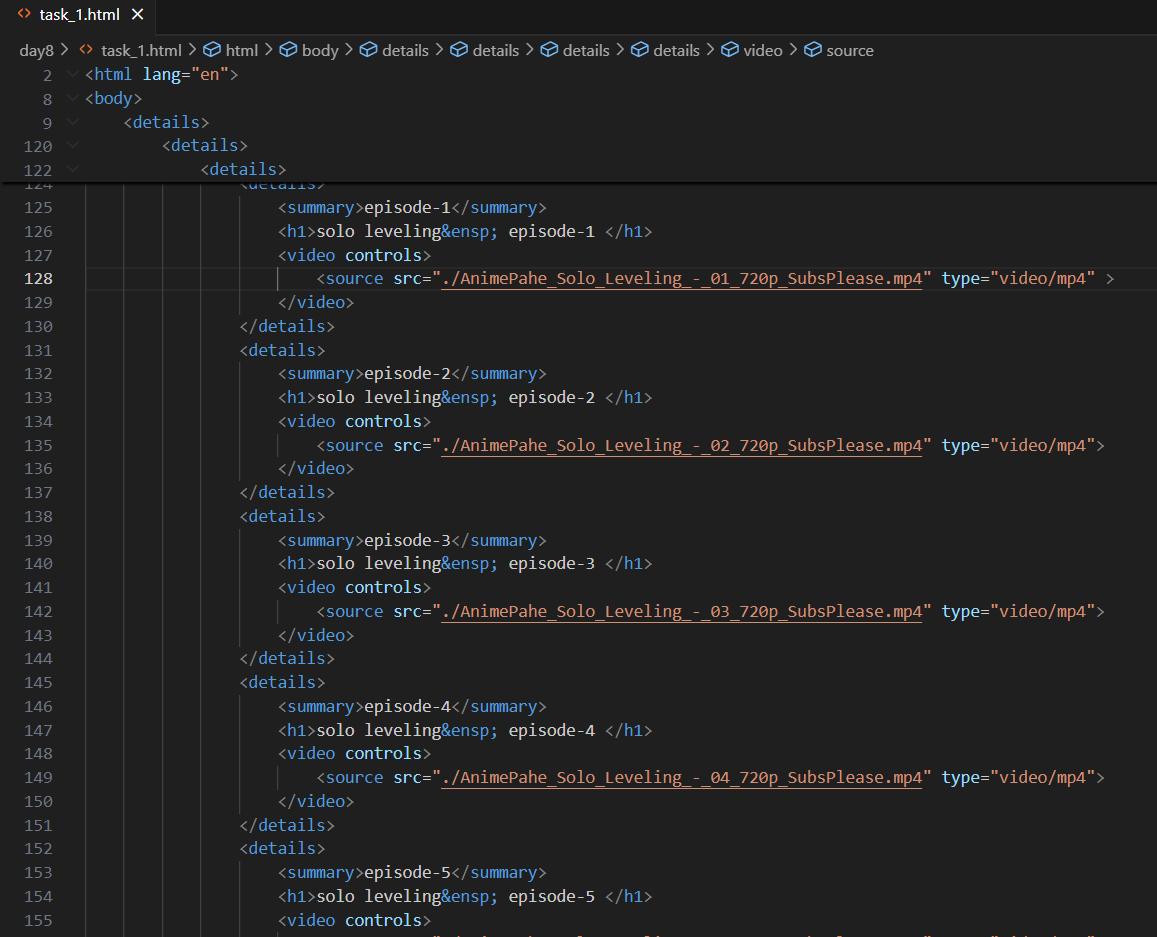 task_1.html
day8 > task_1.html > html > body > details > details > details > details > video > source
2 <html lang="en">
8 <body>
9 <details>
120 <details>
122 <details>
124 <details>
125 <summary>episode-1</summary>
126 <h1>solo leveling&ensp; episode-1 </h1>
127 <video controls>
128 <source src="./AnimePahe_Solo_Leveling_-_01_720p_SubsPlease.mp4" type="video/mp4" >
129 </video>
130 </details>
131 <details>
132 <summary>episode-2</summary>
133 <h1>solo leveling&ensp; episode-2 </h1>
134 <video controls>
135 <source src="./AnimePahe_Solo_Leveling_-_02_720p_SubsPlease.mp4" type="video/mp4">
136 </video>
137 </details>
138 <details>
139 <summary>episode-3</summary>
140 <h1>solo leveling&ensp; episode-3 </h1>
141 <video controls>
142 <source src="./AnimePahe_Solo_Leveling_-_03_720p_SubsPlease.mp4" type="video/mp4">
143 </video>
144 </details>
145 <details>
146 <summary>episode-4</summary>
147 <h1>solo leveling&ensp; episode-4 </h1>
148 <video controls>
149 <source src="./AnimePahe_Solo_Leveling_-_04_720p_SubsPlease.mp4" type="video/mp4">
150 </video>
151 </details>
152 <details>
153 <summary>episode-5</summary>
154 <h1>solo leveling&ensp; episode-5 </h1>
155 <video controls>